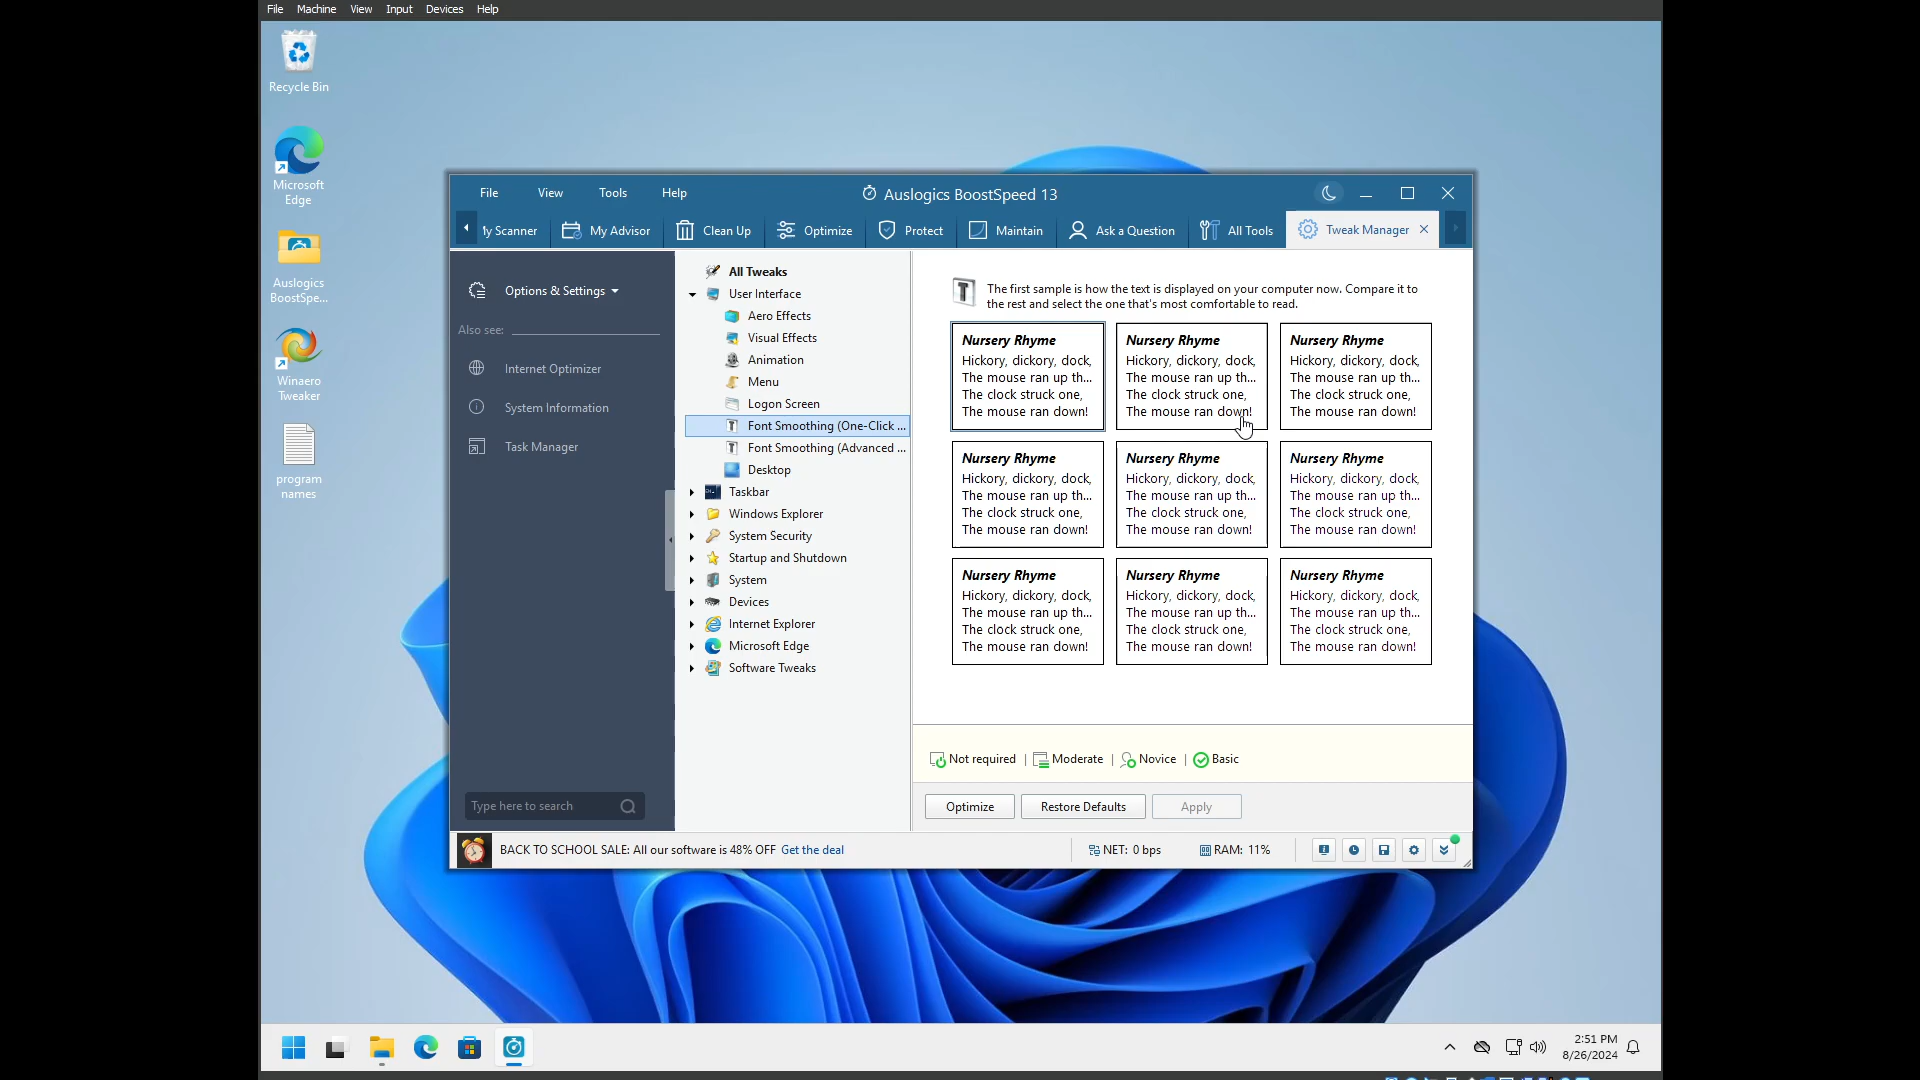 File Machine View Input Devices Help
Recycle Bin
Microsoft
Edge
Auslogics
BoostSpe...
Winaero
Tweaker
program
names
File View Tools Help
Auslogics BoostSpeed 13
y Scanner My Advisor Clean Up Optimize Protect Maintain Ask a Question All Tools Tweak Manager
Options & Settings
Also see:
Internet Optimizer
System Information
Task Manager
Type here to search
All Tweaks
User Interface
Aero Effects
Visual Effects
Animation
Menu
Logon Screen
Font Smoothing (One-Click ...
Font Smoothing (Advanced ...
Desktop
Taskbar
Windows Explorer
System Security
Startup and Shutdown
System
Devices
Internet Explorer
Microsoft Edge
Software Tweaks
The first sample is how the text is displayed on your computer now. Compare it to
the rest and select the one that's most comfortable to read.
Nursery Rhyme
Hickory, dickory, dock,
The mouse ran up th...
The clock struck one,
The mouse ran down!
Nursery Rhyme
Hickory, dickory, dock,
The mouse ran up th...
The clock struck one,
The mouse ran down!
Nursery Rhyme
Hickory, dickory, dock,
The mouse ran up th...
The clock struck one,
The mouse ran down!
Nursery Rhyme
Hickory, dickory, dock,
The mouse ran up th...
The clock struck one,
The mouse ran down!
Nursery Rhyme
Hickory, dickory, dock,
The mouse ran up th...
The clock struck one,
The mouse ran down!
Nursery Rhyme
Hickory, dickory, dock,
The mouse ran up th...
The clock struck one,
The mouse ran down!
Nursery Rhyme
Hickory, dickory, dock,
The mouse ran up th...
The clock struck one,
The mouse ran down!
Nursery Rhyme
Hickory, dickory, dock,
The mouse ran up th...
The clock struck one,
The mouse ran down!
Nursery Rhyme
Hickory, dickory, dock,
The mouse ran up th...
The clock struck one,
The mouse ran down!
Not required | Moderate | Novice | Basic
Optimize Restore Defaults Apply
BACK TO SCHOOL SALE: All our software is 48% OFF Get the deal
NET: 0 bps RAM: 11%
2:51 PM
8/26/2024